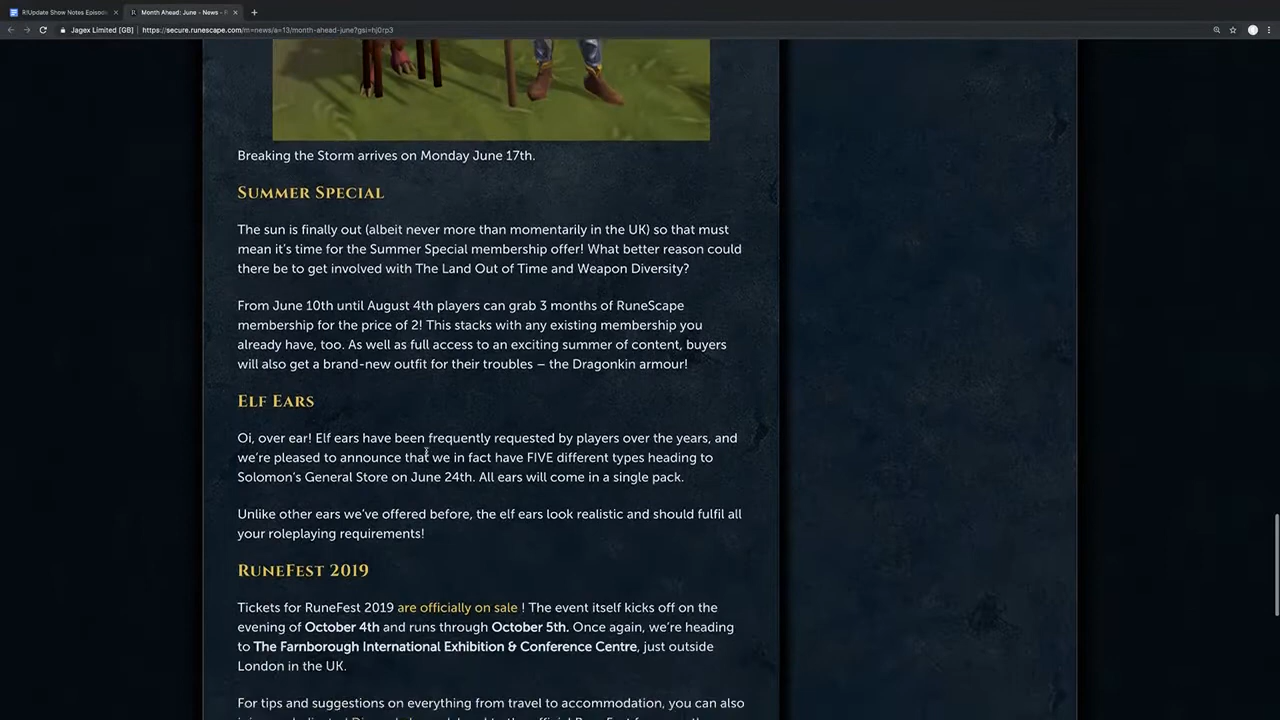 R!Update Show Notes Episode
Month Ahead: June - News -
Jagex Limited [GB] | https://secure.runescape.com/m=news/a=13/month-ahead-june?gsi=hj0rp3
Breaking the Storm arrives on Monday June 17th.
Summer Special
The sun is finally out (albeit never more than momentarily in the UK) so that must
mean it's time for the Summer Special membership offer! What better reason could
there be to get involved with The Land Out of Time and Weapon Diversity?
From June 10th until August 4th players can grab 3 months of RuneScape
membership for the price of 2! This stacks with any existing membership you
already have, too. As well as full access to an exciting summer of content, buyers
will also get a brand-new outfit for their troubles – the Dragonkin armour!
Elf Ears
Oi, over ear! Elf ears have been frequently requested by players over the years, and
we're pleased to announce that we in fact have FIVE different types heading to
Solomon's General Store on June 24th. All ears will come in a single pack.
Unlike other ears we've offered before, the elf ears look realistic and should fulfil all
your roleplaying requirements!
RuneFest 2019
Tickets for RuneFest 2019 are officially on sale ! The event itself kicks off on the
evening of October 4th and runs through October 5th. Once again, we're heading
to The Farnborough International Exhibition & Conference Centre, just outside
London in the UK.
For tips and suggestions on everything from travel to accommodation, you can also